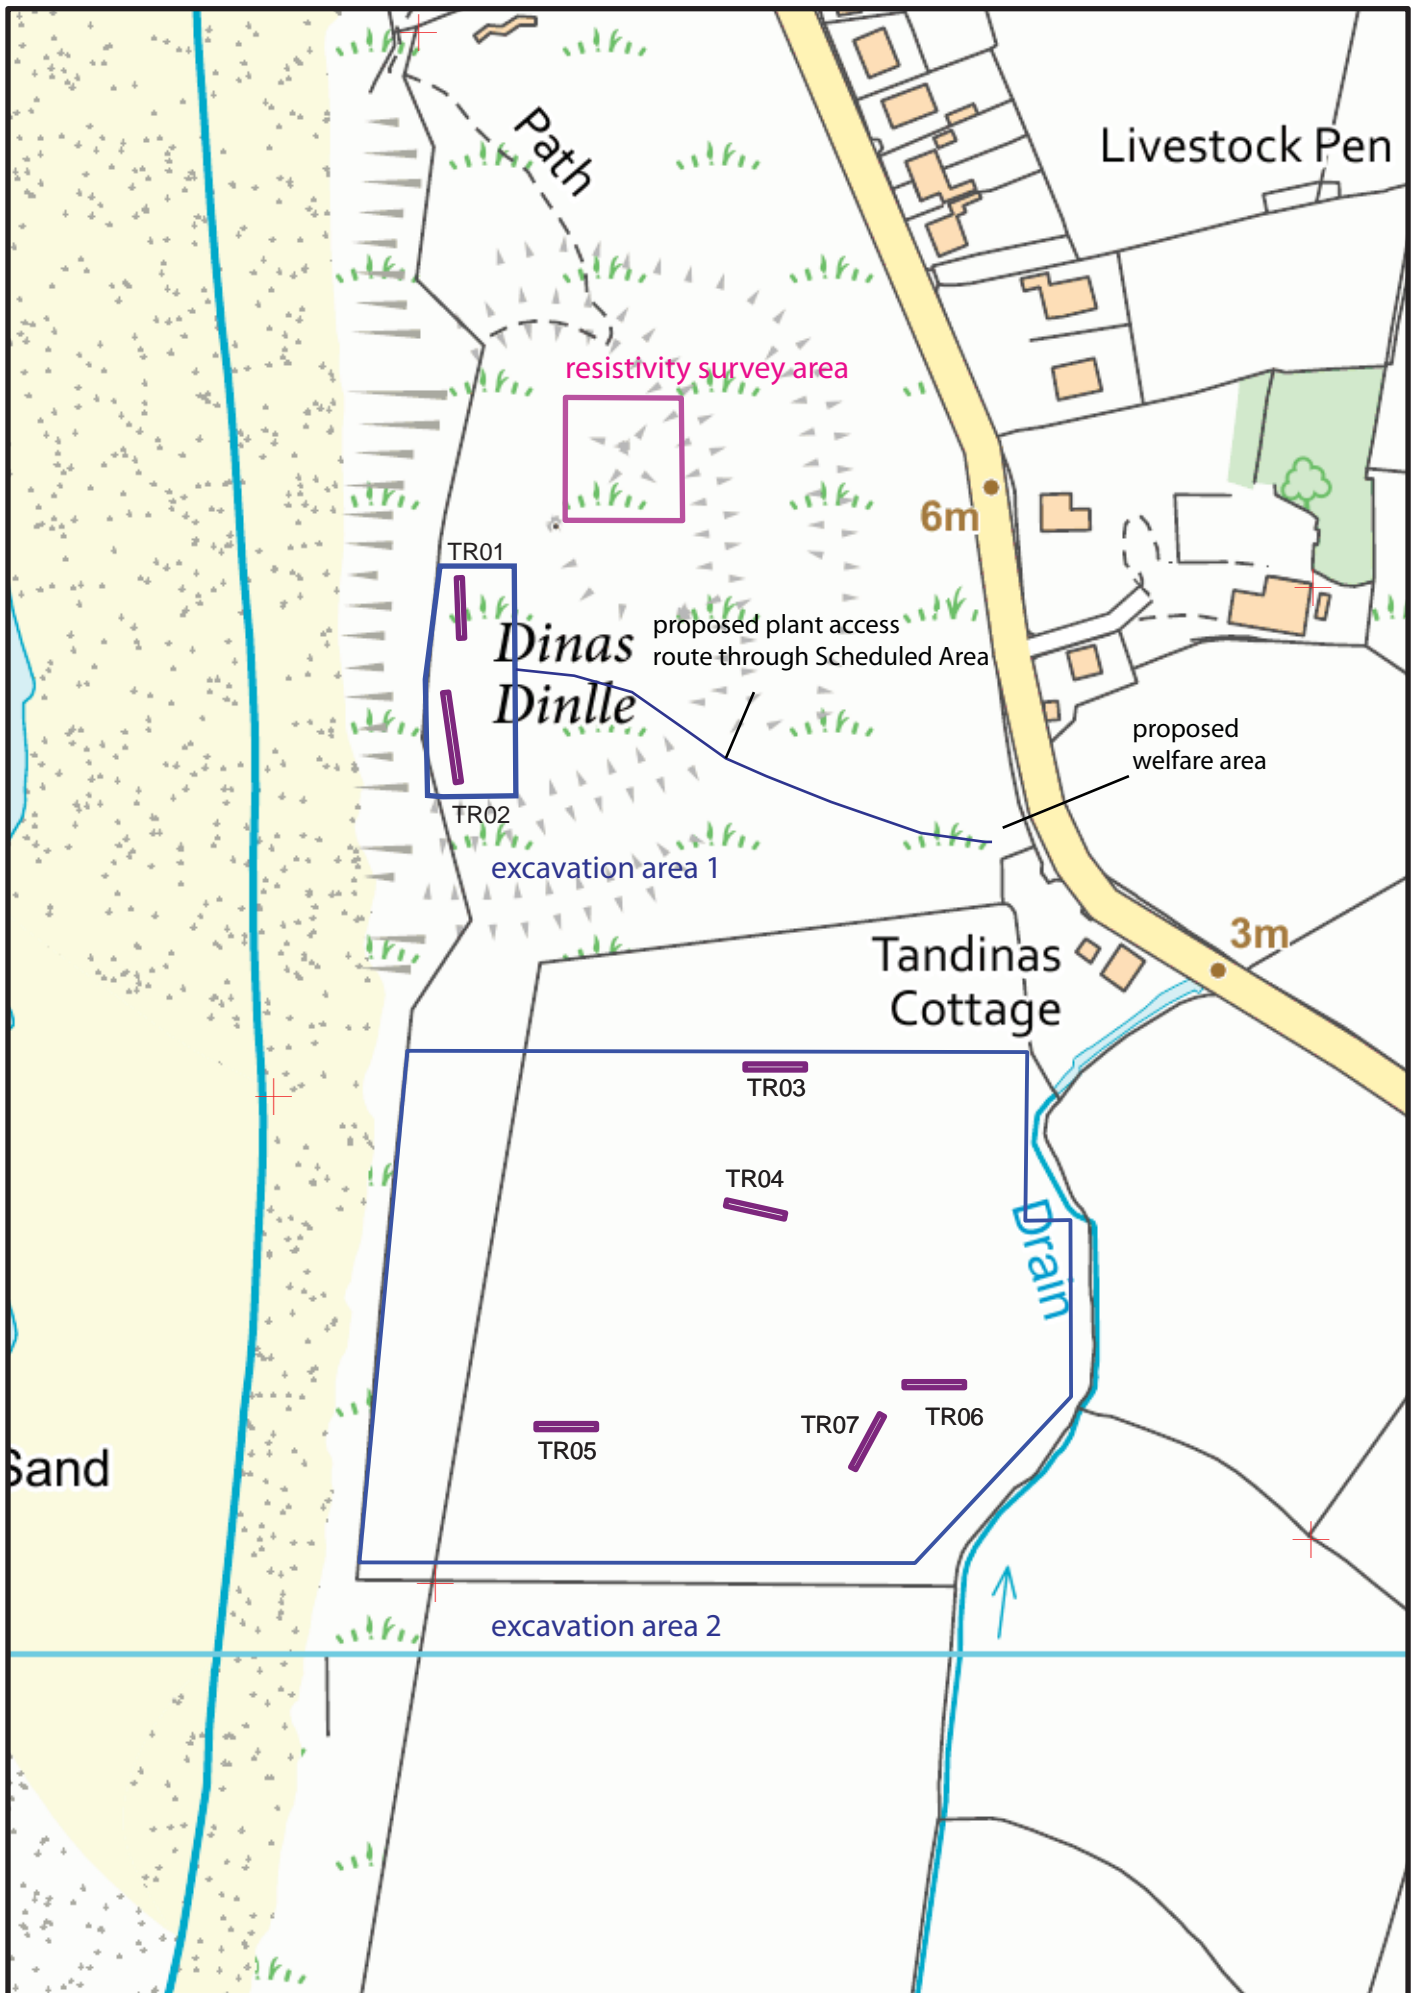 Path
Livestock Pen
resistivity survey area
6m
TR01
Dinas
Dinlle
proposed plant access
route through Scheduled Area
proposed
welfare area
TR02
excavation area 1
3m
Tandinas
Cottage
TR03
TR04
Drain
TR06
TR07
TR05
Sand
excavation area 2